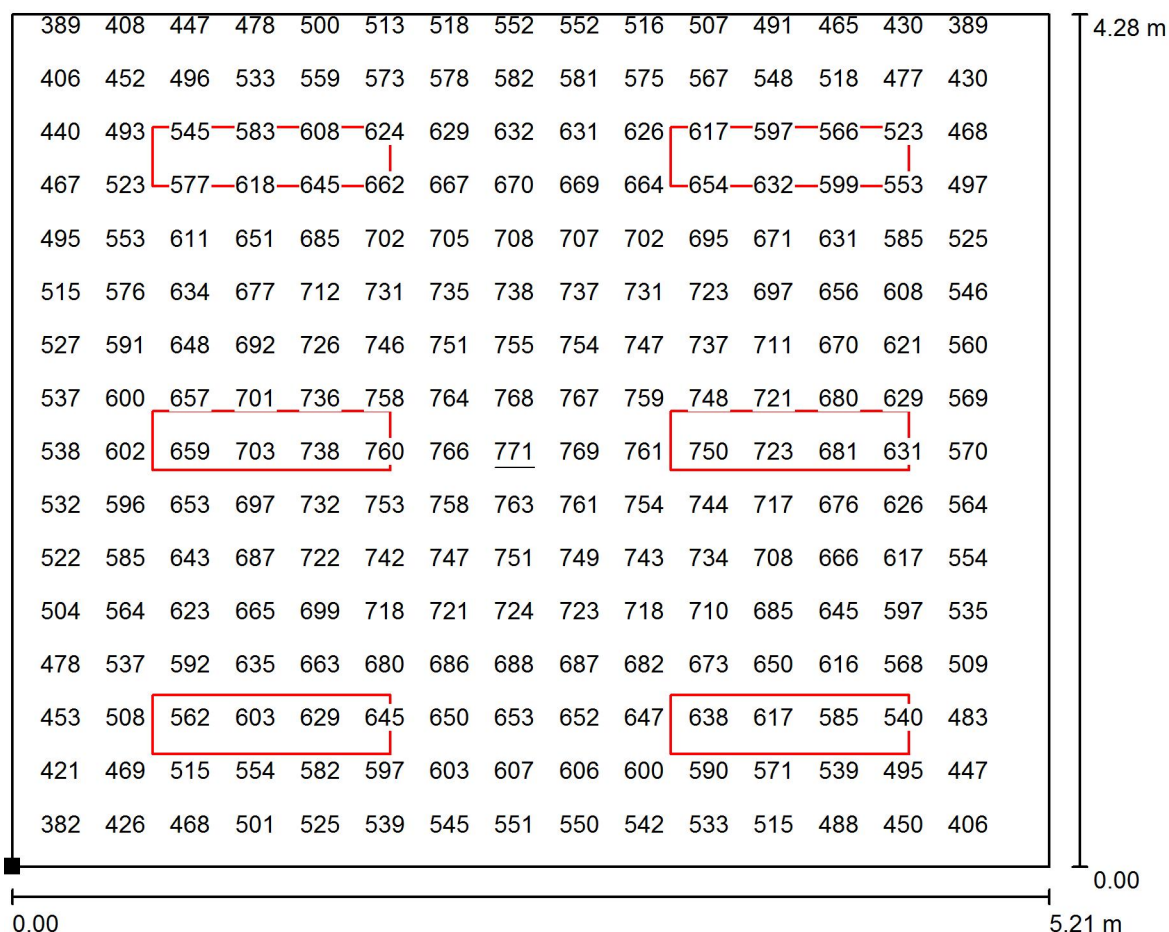 389 408 447 478 500 513 518 552 552 516 507 491 465 430 389
4.28 m
406 452 496 533 559 573 578 582 581 575 567 548 518 477 430
440 493 545 583 608 624 629 632 631 626 617 597 566 523 468
467 523 577 618 645 662 667 670 669 664 654 632 599 553 497
495 553 611 651 685 702 705 708 707 702 695 671 631 585 525
515 576 634 677 712 731 735 738 737 731 723 697 656 608 546
527 591 648 692 726 746 751 755 754 747 737 711 670 621 560
537 600 657 701 736 758 764 768 767 759 748 721 680 629 569
538 602 659 703 738 760 766 771 769 761 750 723 681 631 570
532 596 653 697 732 753 758 763 761 754 744 717 676 626 564
522 585 643 687 722 742 747 751 749 743 734 708 666 617 554
504 564 623 665 699 718 721 724 723 718 710 685 645 597 535
478 537 592 635 663 680 686 688 687 682 673 650 616 568 509
453 508 562 603 629 645 650 653 652 647 638 617 585 540 483
421 469 515 554 582 597 603 607 606 600 590 571 539 495 447
382 426 468 501 525 539 545 551 550 542 533 515 488 450 406
0.00
0.00 5.21 m